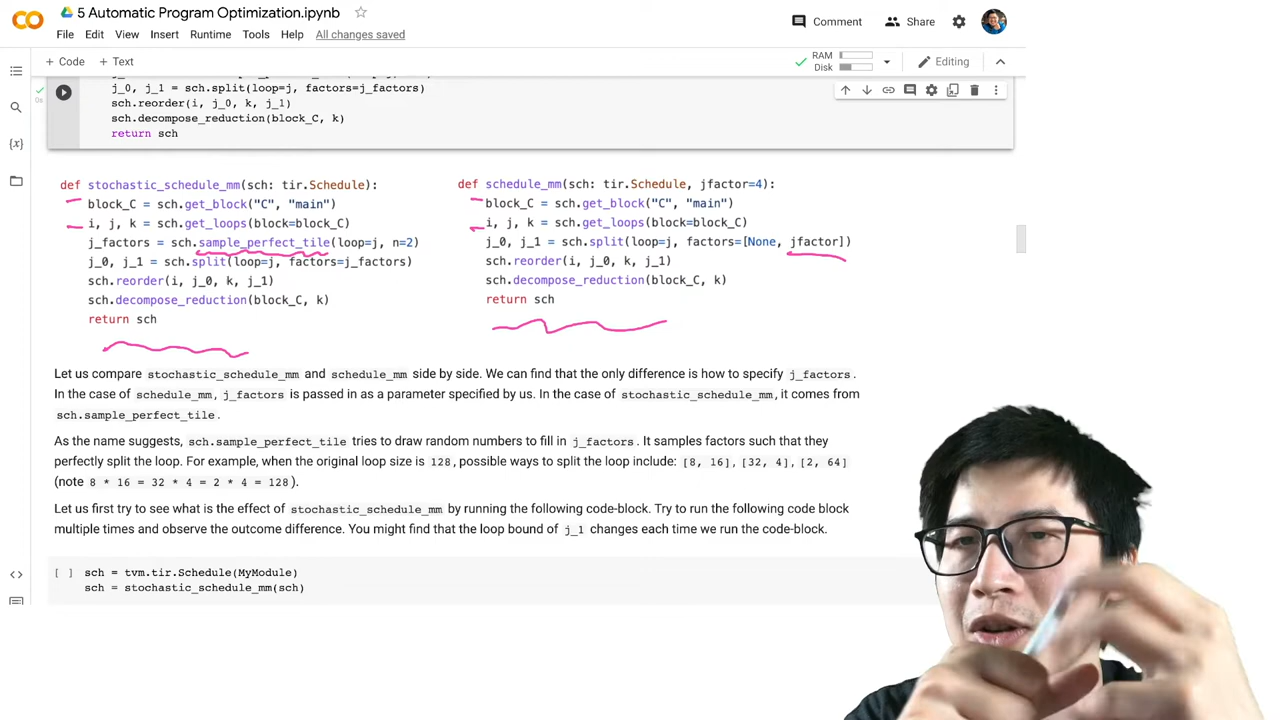 5 Automatic Program Optimization.ipynb
File Edit View Insert Runtime Tools Help All changes saved
Comment Share
+ Code + Text
RAM
Disk
Editing
j_0, j_1 = sch.split(loop=j, factors=j_factors)
sch.reorder(i, j_0, k, j_1)
sch.decompose_reduction(block_C, k)
return sch
def stochastic_schedule_mm(sch: tir.Schedule):
block_C = sch.get_block("C", "main")
i, j, k = sch.get_loops(block=block_C)
j_factors = sch.sample_perfect_tile(loop=j, n=2)
j_0, j_1 = sch.split(loop=j, factors=j_factors)
sch.reorder(i, j_0, k, j_1)
sch.decompose_reduction(block_C, k)
return sch
def schedule_mm(sch: tir.Schedule, jfactor=4):
block_C = sch.get_block("C", "main")
i, j, k = sch.get_loops(block=block_C)
j_0, j_1 = sch.split(loop=j, factors=[None, jfactor])
sch.reorder(i, j_0, k, j_1)
sch.decompose_reduction(block_C, k)
return sch
Let us compare stochastic_schedule_mm and schedule_mm side by side. We can find that the only difference is how to specify j_factors.
In the case of schedule_mm, j_factors is passed in as a parameter specified by us. In the case of stochastic_schedule_mm, it comes from
sch.sample_perfect_tile.
As the name suggests, sch.sample_perfect_tile tries to draw random numbers to fill in j_factors. It samples factors such that they
perfectly split the loop. For example, when the original loop size is 128, possible ways to split the loop include: [8, 16], [32, 4], [2, 64]
(note 8 * 16 = 32 * 4 = 2 * 4 = 128).
Let us first try to see what is the effect of stochastic_schedule_mm by running the following code-block. Try to run the following code block
multiple times and observe the outcome difference. You might find that the loop bound of j_1 changes each time we run the code-block.
[ ] sch = tvm.tir.Schedule(MyModule)
sch = stochastic_schedule_mm(sch)